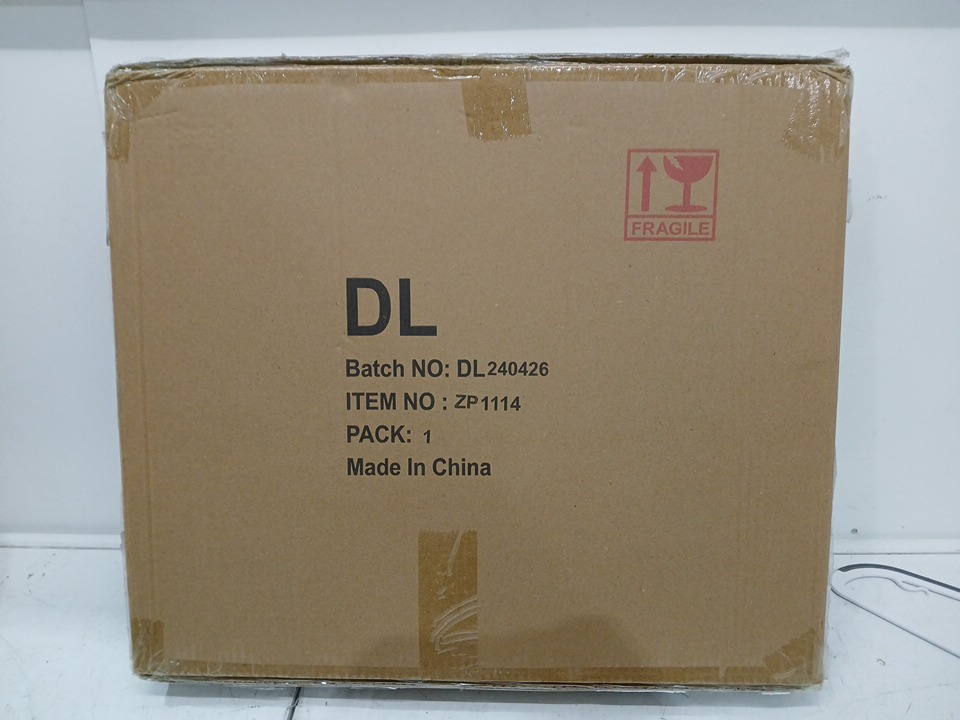 FRAGILE
DL
Batch NO: DL240426
ITEM NO : ZP1114
PACK: 1
Made In China